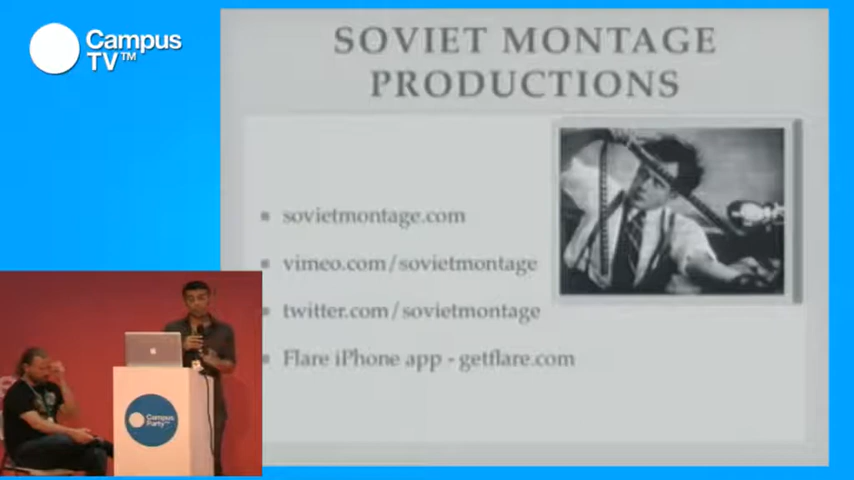 Campus
TV™
SOVIET MONTAGE
PRODUCTIONS
sovietmontage.com
vimeo.com/sovietmontage
twitter.com/sovietmontage
Flare iPhone app - getflare.com
Campus
Party™